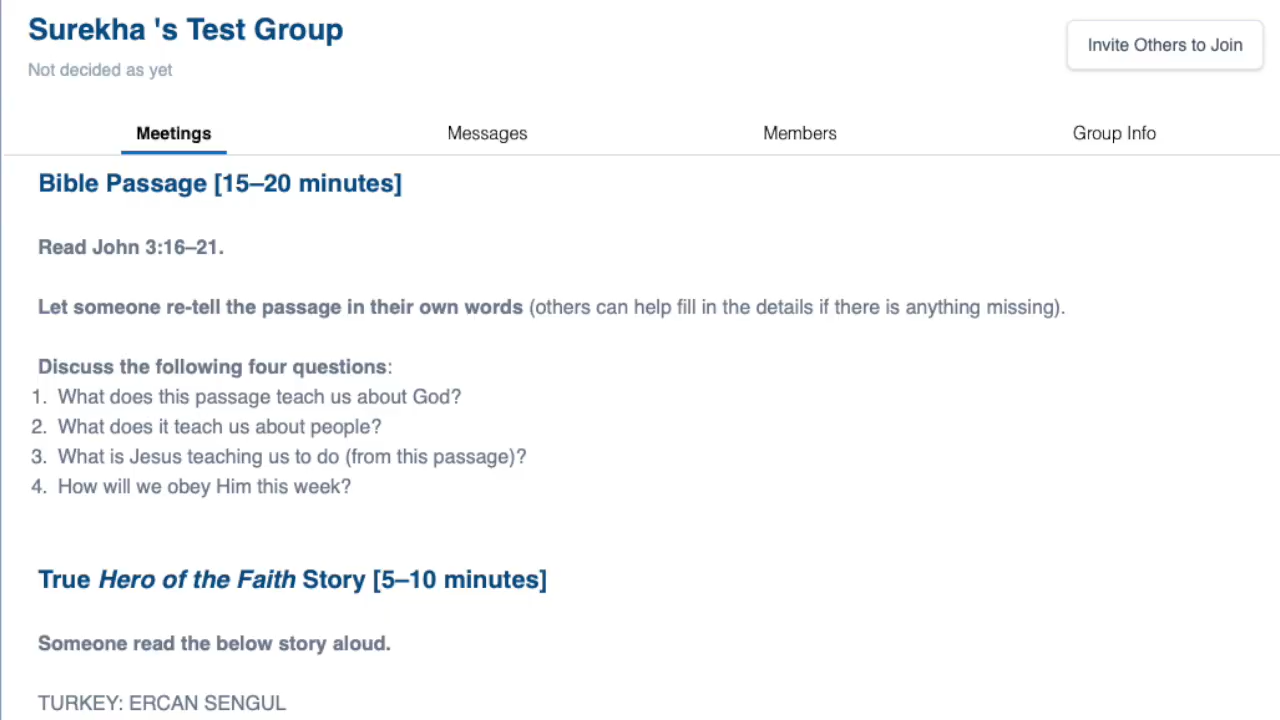 Surekha 's Test Group
Invite Others to Join
Not decided as yet
Meetings
Messages
Members
Group Info
Bible Passage [15–20 minutes]
Read John 3:16–21.
Let someone re-tell the passage in their own words (others can help fill in the details if there is anything missing).
Discuss the following four questions:
1. What does this passage teach us about God?
2. What does it teach us about people?
3. What is Jesus teaching us to do (from this passage)?
4. How will we obey Him this week?
True Hero of the Faith Story [5–10 minutes]
Someone read the below story aloud.
TURKEY: ERCAN SENGUL